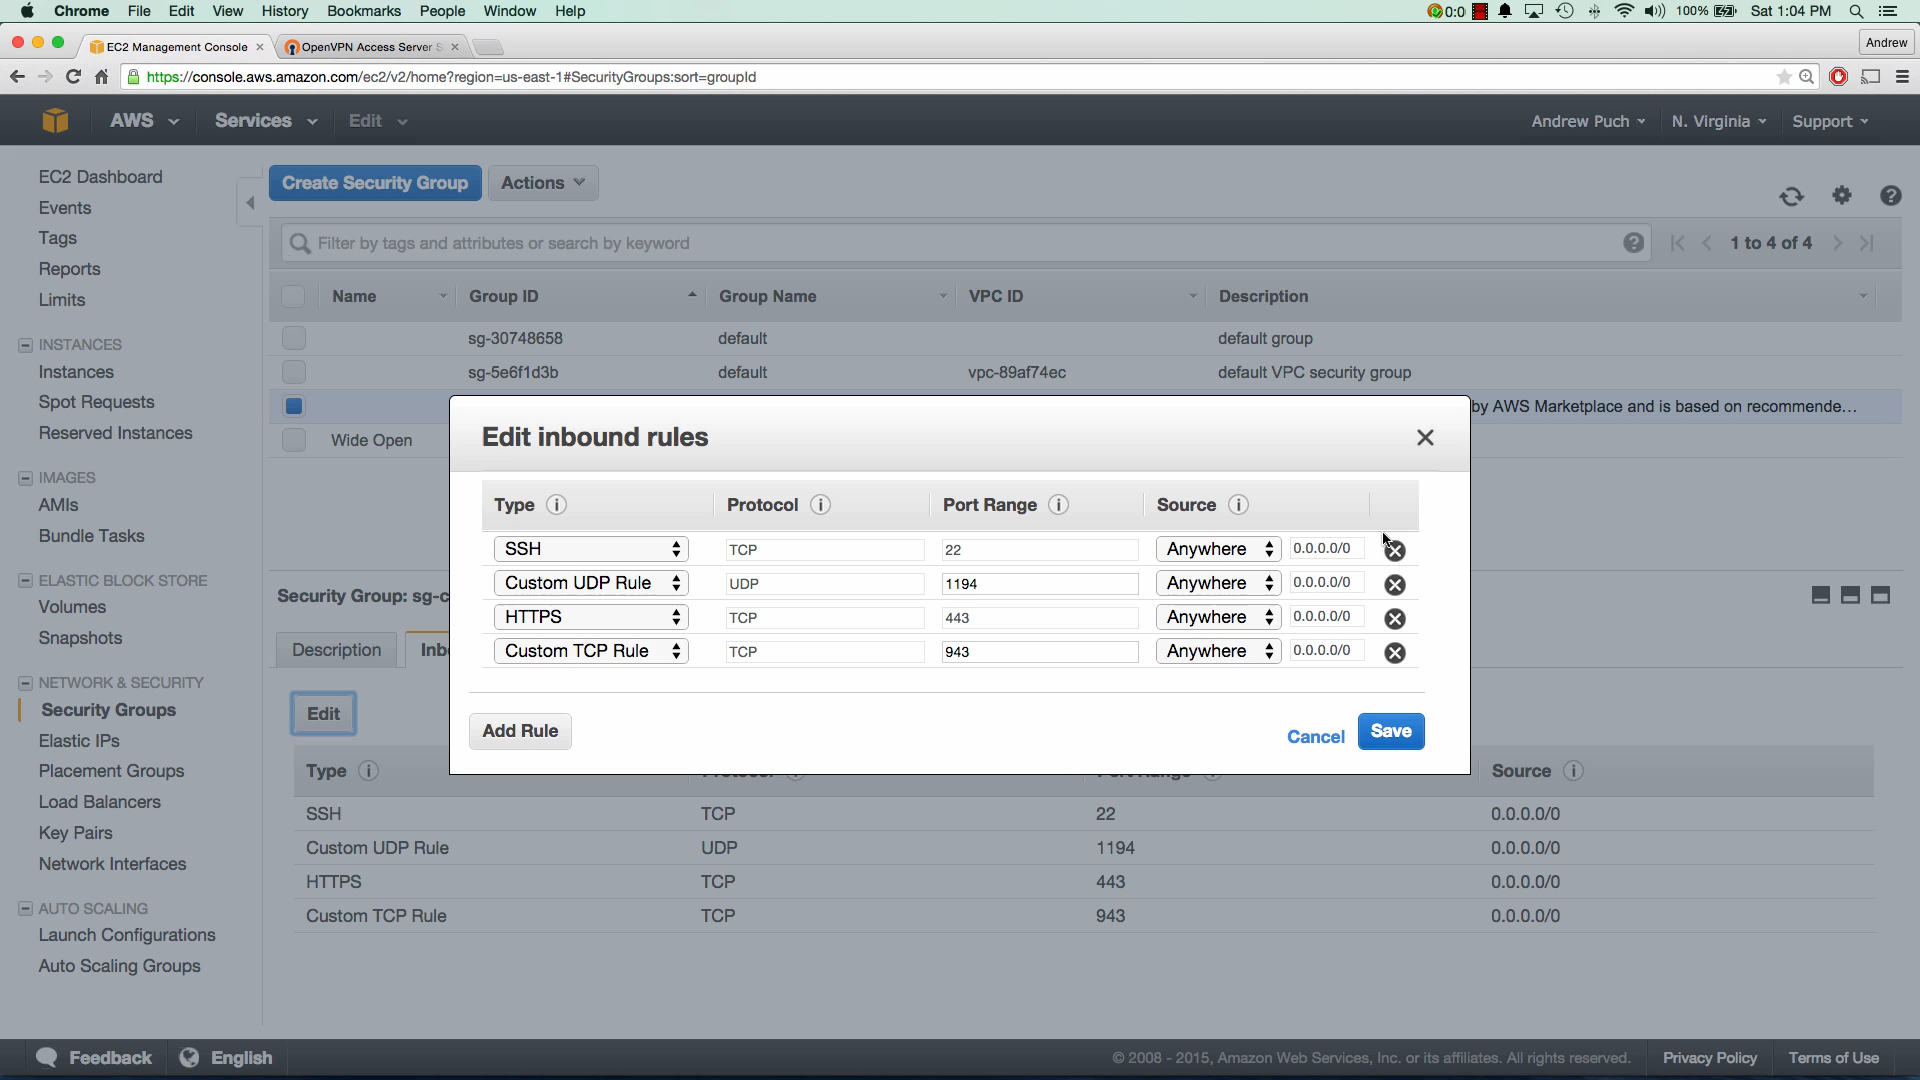 Chrome File Edit View History Bookmarks People Window Help 0:0 100% Sat 1:04 PM
EC2 Management Console OpenVPN Access Server S Andrew
https://console.aws.amazon.com/ec2/v2/home?region=us-east-1#SecurityGroups:sort=groupId
AWS Services Edit Andrew Puch N. Virginia Support
EC2 Dashboard
Events
Tags
Reports
Limits
INSTANCES
Instances
Spot Requests
Reserved Instances
IMAGES
AMIs
Bundle Tasks
ELASTIC BLOCK STORE
Volumes
Snapshots
NETWORK & SECURITY
Security Groups
Elastic IPs
Placement Groups
Load Balancers
Key Pairs
Network Interfaces
AUTO SCALING
Launch Configurations
Auto Scaling Groups
Create Security Group Actions
Filter by tags and attributes or search by keyword 1 to 4 of 4
Name Group ID Group Name VPC ID Description
sg-30748658 default default group
sg-5e6f1d3b default vpc-89af74ec default VPC security group
by AWS Marketplace and is based on recommende...
Wide Open
Edit inbound rules
Type Protocol Port Range Source
SSH TCP 22 Anywhere 0.0.0.0/0
Custom UDP Rule UDP 1194 Anywhere 0.0.0.0/0
HTTPS TCP 443 Anywhere 0.0.0.0/0
Custom TCP Rule TCP 943 Anywhere 0.0.0.0/0
Add Rule Cancel Save
Security Group: sg-c
Description Inb
Edit
Type Source
SSH TCP 22 0.0.0.0/0
Custom UDP Rule UDP 1194 0.0.0.0/0
HTTPS TCP 443 0.0.0.0/0
Custom TCP Rule TCP 943 0.0.0.0/0
Feedback English © 2008 - 2015, Amazon Web Services, Inc. or its affiliates. All rights reserved. Privacy Policy Terms of Use